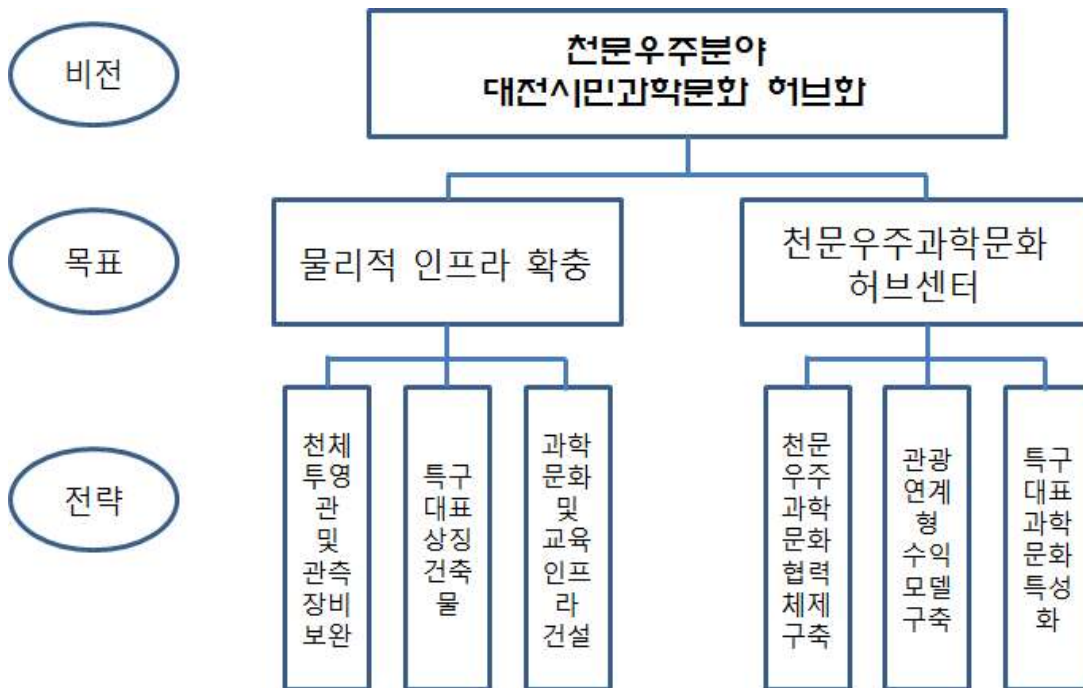 비전
천문우주분야
대전시민과학문화 허브화
목표
물리적 인프라 확충
천문우주과학문화
허브센터
전략
천체
투영
관
및
관측
장비
보완
특구
대표
상징
건축
물
과학
문화
및
교육
인프
라
건설
천문
우주
과학
문화
협력
체제
구축
관광
연계
형
수익
모델
구축
특구
대표
과학
문화
특성
화